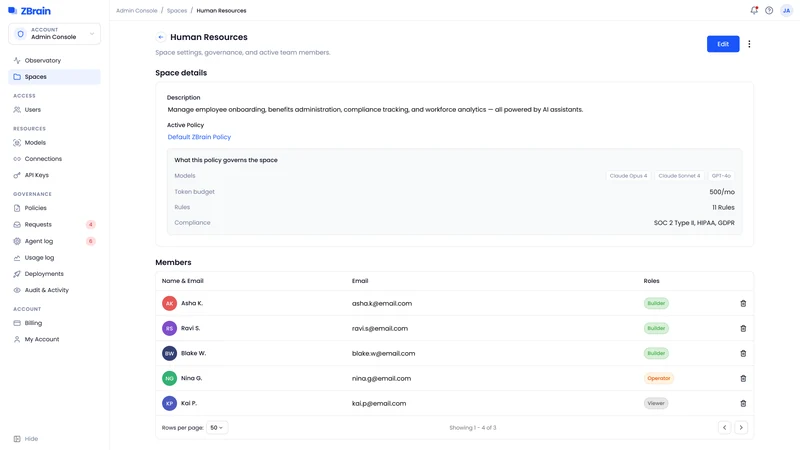 ZBrain
Admin Console / Spaces / Human Resources
JA
ACCOUNT
Admin Console
Observatory
Spaces
ACCESS
Users
RESOURCES
Models
Connections
API Keys
GOVERNANCE
Policies
Requests 4
Agent log 6
Usage log
Deployments
Audit & Activity
ACCOUNT
Billing
My Account
Hide
Human Resources
Space settings, governance, and active team members.
Edit
Space details
Description
Manage employee onboarding, benefits administration, compliance tracking, and workforce analytics — all powered by AI assistants.
Active Policy
Default ZBrain Policy
What this policy governs the space
Models Claude Opus 4 Claude Sonnet 4 GPT-4o
Token budget 500/mo
Rules 11 Rules
Compliance SOC 2 Type II, HIPAA, GDPR
Members
Name & Email Email Roles
AK Asha K. asha.k@email.com Builder
RS Ravi S. ravi.s@email.com Builder
BW Blake W. blake.w@email.com Builder
NG Nina G. nina.g@email.com Operator
KP Kai P. kai.p@email.com Viewer
Rows per page: 50 Showing 1 - 4 of 3